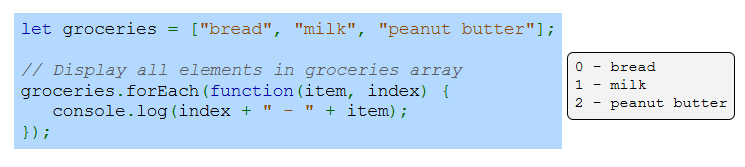 let groceries = ["bread", "milk", "peanut butter"];
// Display all elements in groceries array
groceries.forEach(function(item, index) {
   console.log(index + " - " + item);
});
0 - bread
1 - milk
2 - peanut butter